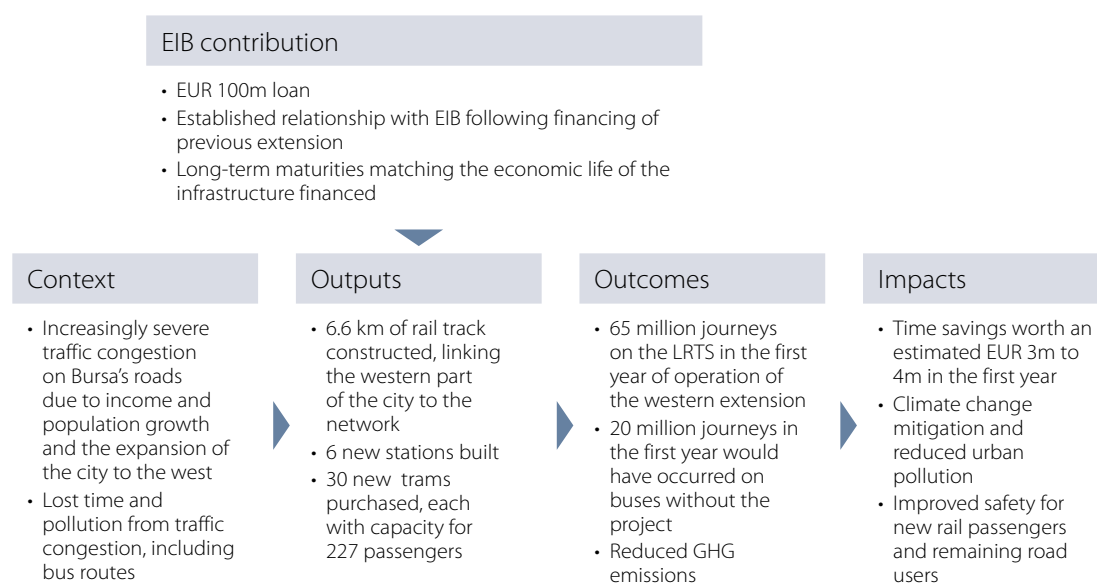 EIB contribution
• EUR 100m loan
• Established relationship with EIB following financing of
previous extension
• Long-term maturities matching the economic life of the
infrastructure financed
Context
• Increasingly severe
traffic congestion
on Bursa's roads
due to income and
population growth
and the expansion of
the city to the west
• Lost time and
pollution from traffic
congestion, including
bus routes
Outputs
• 6.6 km of rail track
constructed, linking
the western part
of the city to the
network
• 6 new stations built
• 30 new trams
purchased, each
with capacity for
227 passengers
Outcomes
• 65 million journeys
on the LRTS in the first
year of operation of
the western extension
• 20 million journeys in
the first year would
have occurred on
buses without the
project
• Reduced GHG
emissions
Impacts
• Time savings worth an
estimated EUR 3m to
4m in the first year
• Climate change
mitigation and
reduced urban
pollution
• Improved safety for
new rail passengers
and remaining road
users